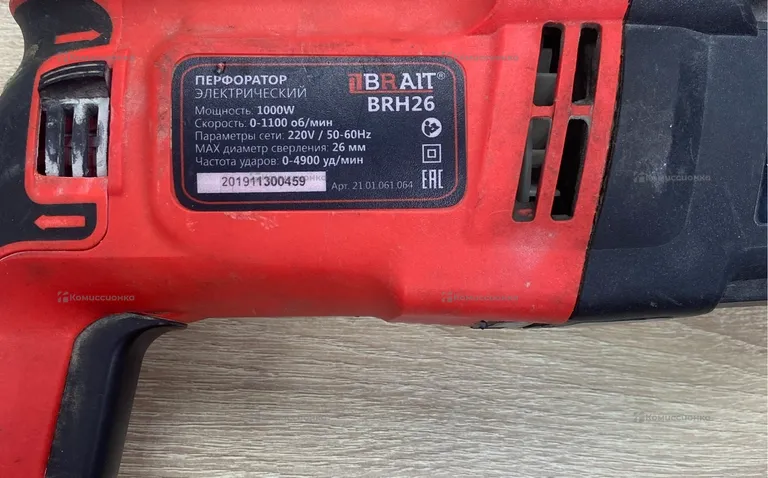 ПЕРФОРАТОР
ЭЛЕКТРИЧЕСКИЙ
BRAIT®
BRH26
Мощность: 1000W
Скорость: 0-1100 об/мин
Параметры сети: 220V / 50-60Hz
MAX диаметр сверления: 26 мм
Частота ударов: 0-4900 уд/мин
201911300459
Арт. 21.01.061.064
EAC
Комиссионка
Комиссионка
Комиссионка
Комиссионка
Комиссионка
Комиссионка